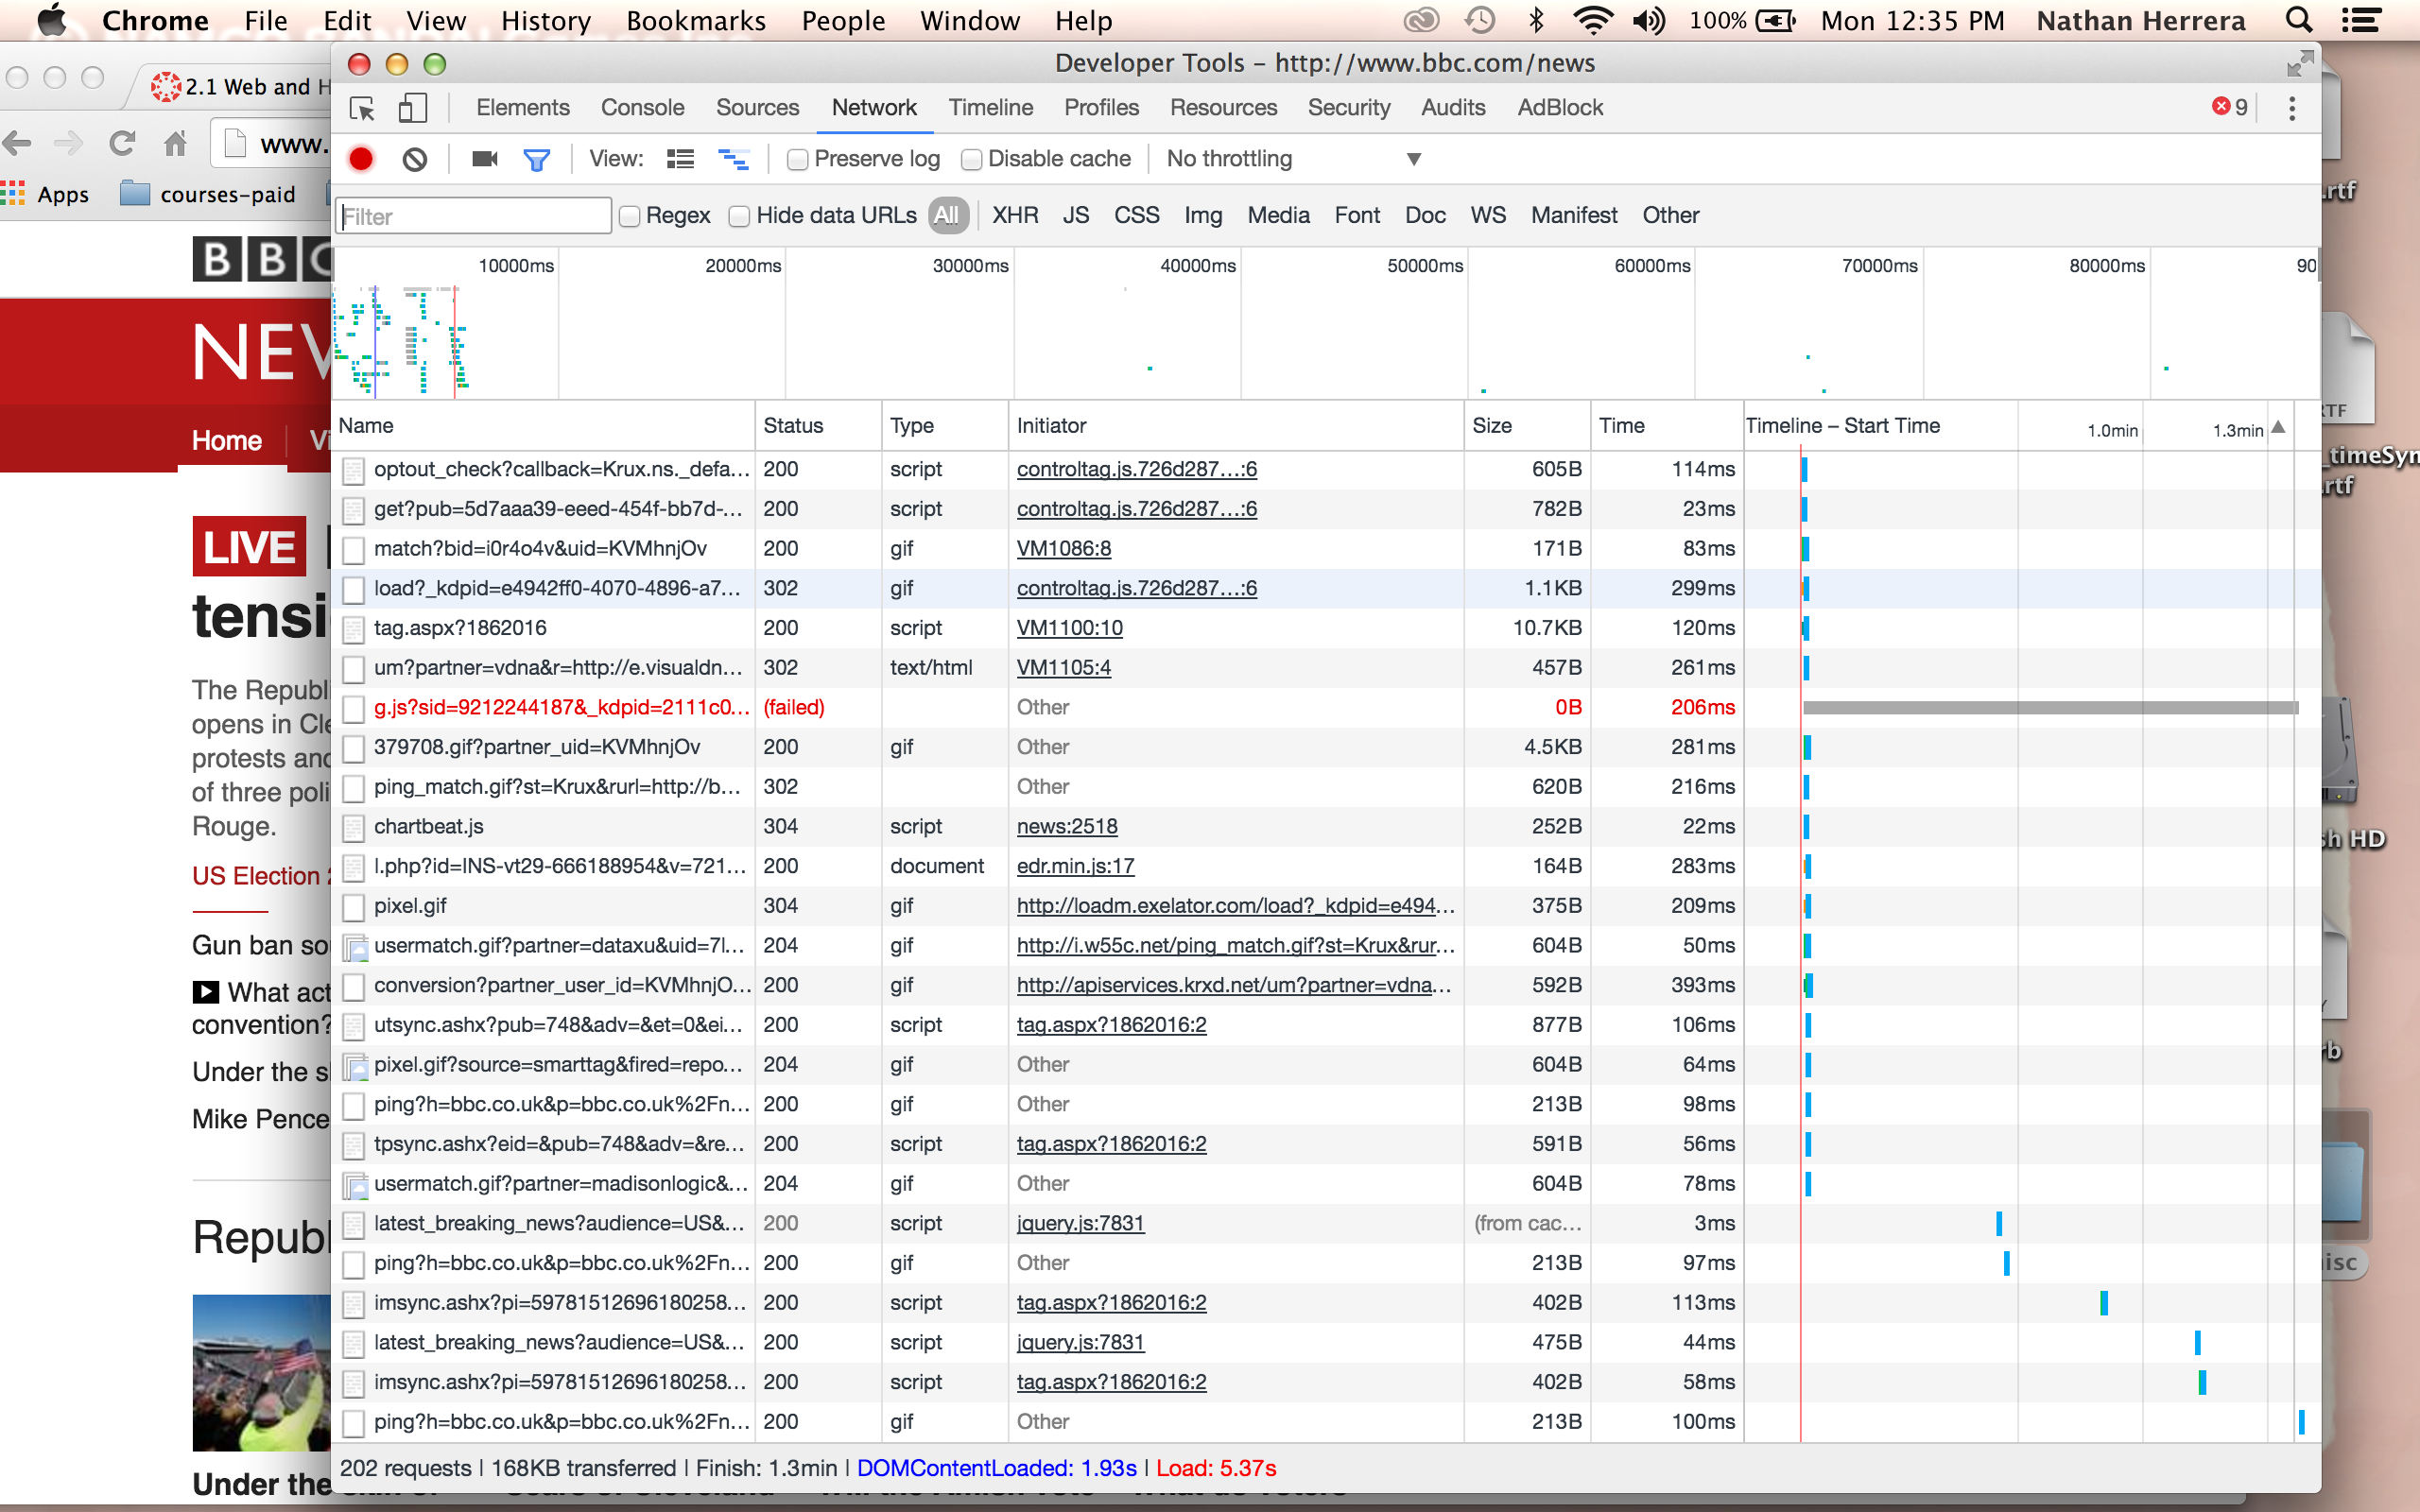 Chrome File Edit View History Bookmarks People Window Help 100% Mon 12:35 PM Nathan Herrera
Developer Tools - http://www.bbc.com/news
2.1 Web and H
Elements Console Sources Network Timeline Profiles Resources Security Audits AdBlock 9
www.
View: Preserve log Disable cache No throttling
Apps courses-paid
Filter Regex Hide data URLs All XHR JS CSS Img Media Font Doc WS Manifest Other
BBC
10000ms 20000ms 30000ms 40000ms 50000ms 60000ms 70000ms 80000ms 90
NEW
Home Vi
LIVE
tensi
The Republi
opens in Cle
protests and
of three poli
Rouge.
US Election 2
Gun ban so
What act
convention?
Under the s
Mike Pence
Republ
Under the
Name Status Type Initiator Size Time Timeline – Start Time 1.0min 1.3min
optout_check?callback=Krux.ns._defa... 200 script controltag.js.726d287…:6 605B 114ms
get?pub=5d7aaa39-eeed-454f-bb7d-... 200 script controltag.js.726d287…:6 782B 23ms
match?bid=i0r4o4v&uid=KVMhnjOv 200 gif VM1086:8 171B 83ms
load?_kdpid=e4942ff0-4070-4896-a7... 302 gif controltag.js.726d287…:6 1.1KB 299ms
tag.aspx?1862016 200 script VM1100:10 10.7KB 120ms
um?partner=vdna&r=http://e.visualdn... 302 text/html VM1105:4 457B 261ms
g.js?sid=9212244187&_kdpid=2111c0... (failed) Other 0B 206ms
379708.gif?partner_uid=KVMhnjOv 200 gif Other 4.5KB 281ms
ping_match.gif?st=Krux&rurl=http://b... 302 Other 620B 216ms
chartbeat.js 304 script news:2518 252B 22ms
l.php?id=INS-vt29-666188954&v=721... 200 document edr.min.js:17 164B 283ms
pixel.gif 304 gif http://loadm.exelator.com/load?_kdpid=e494... 375B 209ms
usermatch.gif?partner=dataxu&uid=7l... 204 gif http://i.w55c.net/ping_match.gif?st=Krux&rur... 604B 50ms
conversion?partner_user_id=KVMhnjO... 200 gif http://apiservices.krxd.net/um?partner=vdna... 592B 393ms
utsync.ashx?pub=748&adv=&et=0&ei... 200 script tag.aspx?1862016:2 877B 106ms
pixel.gif?source=smarttag&fired=repo... 204 gif Other 604B 64ms
ping?h=bbc.co.uk&p=bbc.co.uk%2Fn... 200 gif Other 213B 98ms
tpsync.ashx?eid=&pub=748&adv=&re... 200 script tag.aspx?1862016:2 591B 56ms
usermatch.gif?partner=madisonlogic&... 204 gif Other 604B 78ms
latest_breaking_news?audience=US&... 200 script jquery.js:7831 (from cac... 3ms
ping?h=bbc.co.uk&p=bbc.co.uk%2Fn... 200 gif Other 213B 97ms
imsync.ashx?pi=59781512696180258... 200 script tag.aspx?1862016:2 402B 113ms
latest_breaking_news?audience=US&... 200 script jquery.js:7831 475B 44ms
imsync.ashx?pi=59781512696180258... 200 script tag.aspx?1862016:2 402B 58ms
ping?h=bbc.co.uk&p=bbc.co.uk%2Fn... 200 gif Other 213B 100ms
202 requests | 168KB transferred | Finish: 1.3min | DOMContentLoaded: 1.93s | Load: 5.37s
.rtf
TF
_timeSyn
.rtf
sh HD
rb
isc